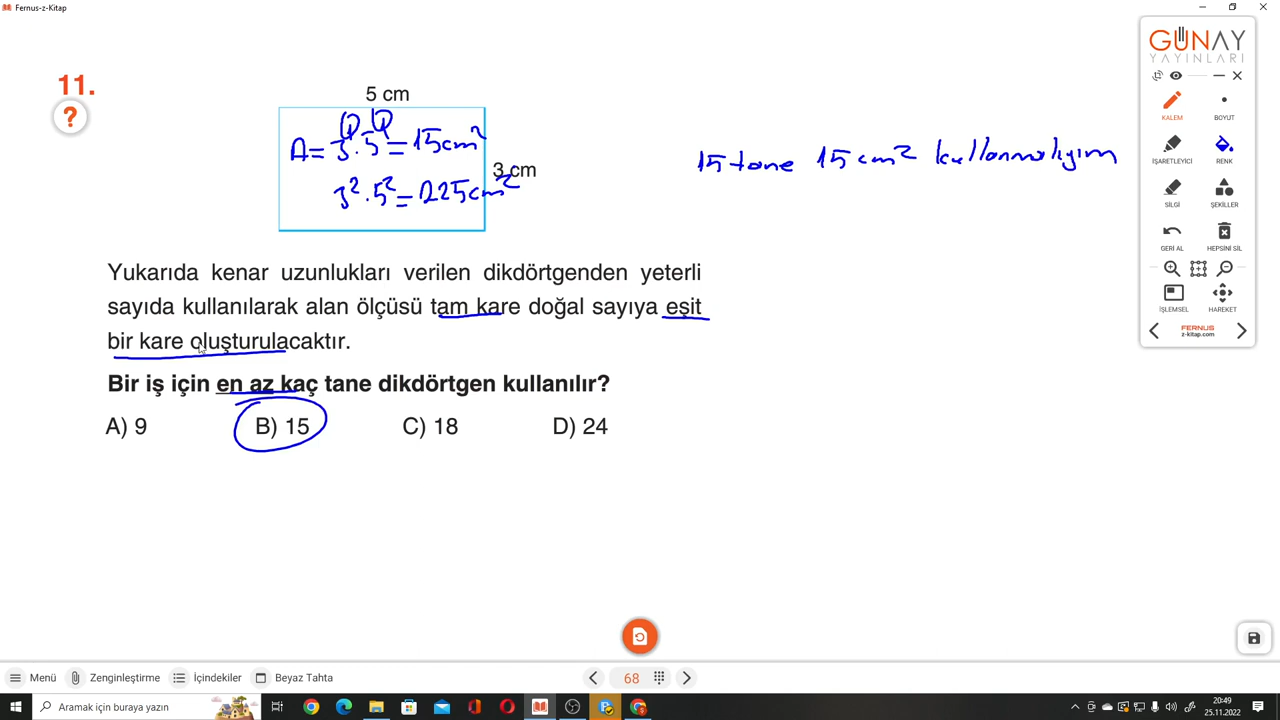 Fernus-z-Kitap
GÜNAY
YAYINLARI
11.
?
5 cm
A = 3 . 5 = 15 cm²
3 cm
3² . 5² = 225 cm²
15 tane 15 cm² kullanmalıyım
KALEM
BOYUT
İŞARETLEYİCİ
RENK
SİLGİ
ŞEKİLLER
GERİ AL
HEPSİNİ SİL
İŞLEMSEL
HAREKET
FERNUS
z-kitap.com
Yukarıda kenar uzunlukları verilen dikdörtgenden yeterli
sayıda kullanılarak alan ölçüsü tam kare doğal sayıya eşit
bir kare oluşturulacaktır.
Bir iş için en az kaç tane dikdörtgen kullanılır?
A) 9 B) 15 C) 18 D) 24
Menü Zenginleştirme İçindekiler Beyaz Tahta 68
Aramak için buraya yazın
20:49
25.11.2022